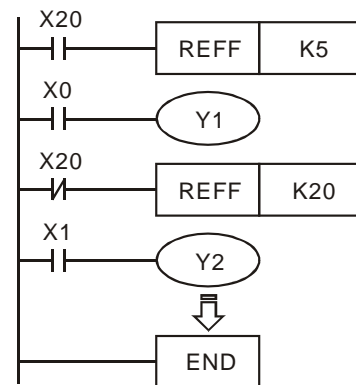 X20
REFF K5
X0
Y1
X20
REFF K20
X1
Y2
END